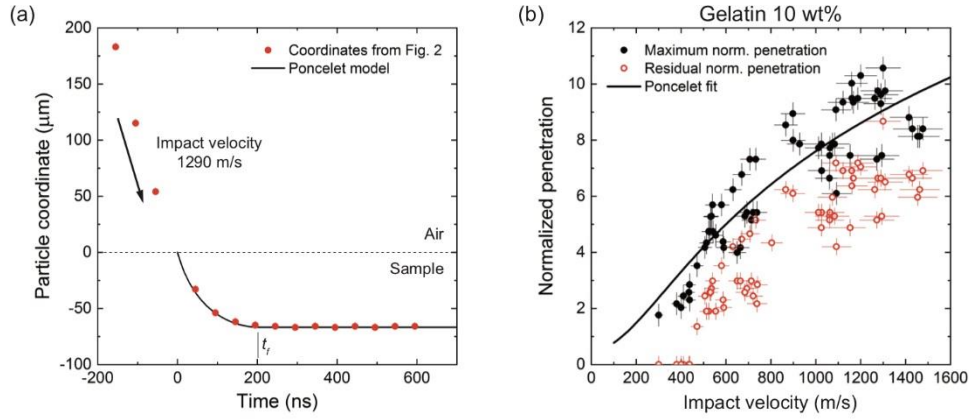 (a)
200
150
100
50
0
-50
-100
-200
0
200
400
600
Particle coordinate (μm)
Time (ns)
Coordinates from Fig. 2
Poncelet model
Impact velocity
1290 m/s
Air
Sample
tf
(b)
Gelatin 10 wt%
12
10
8
6
4
2
0
0
200
400
600
800
1000
1200
1400
1600
Normalized penetration
Impact velocity (m/s)
Maximum norm. penetration
Residual norm. penetration
Poncelet fit